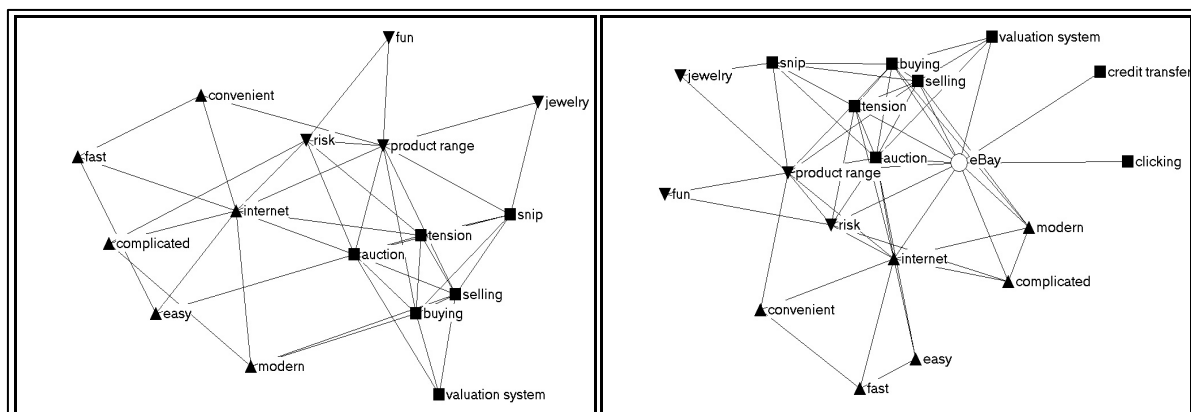 fun
convenient
jewelry
risk
product range
fast
internet
snip
tension
complicated
auction
selling
easy
buying
modern
valuation system
valuation system
snip
buying
credit transfer
jewelry
selling
tension
auction
eBay
clicking
product range
fun
risk
modern
internet
complicated
convenient
easy
fast